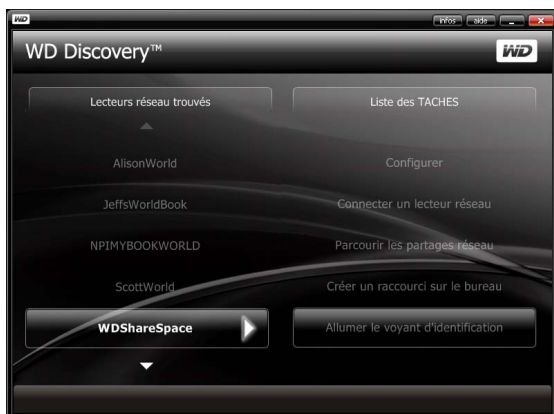 WD
infos
aide
WD Discovery™
WD
Lecteurs réseau trouvés
Liste des TACHES
AlisonWorld
Configurer
JeffsWorldBook
Connecter un lecteur réseau
NPIMYBOOKWORLD
Parcourir les partages réseau
ScottWorld
Créer un raccourci sur le bureau
WDShareSpace
Allumer le voyant d'identification